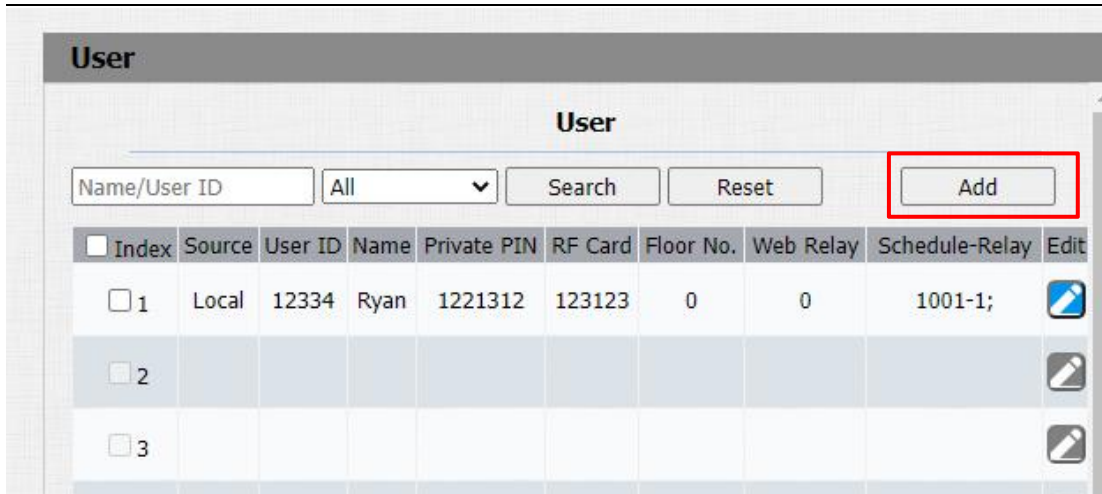 User
User
Name/User ID All Search Reset Add
Index Source User ID Name Private PIN RF Card Floor No. Web Relay Schedule-Relay Edit
1 Local 12334 Ryan 1221312 123123 0 0 1001-1;
2
3